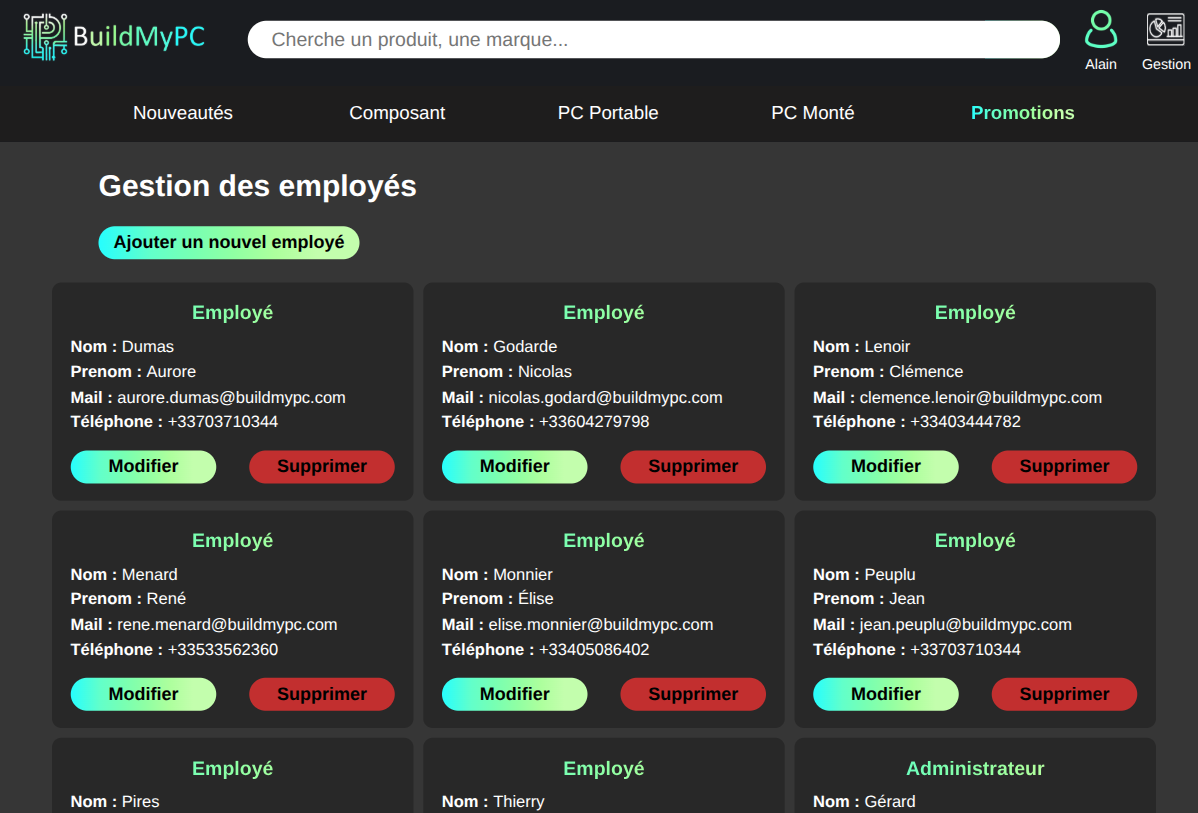 BuildMyPC
Cherche un produit, une marque...
Alain
Gestion
Nouveautés
Composant
PC Portable
PC Monté
Promotions
Gestion des employés
Ajouter un nouvel employé
Employé
Nom : Dumas
Prenom : Aurore
Mail : aurore.dumas@buildmypc.com
Téléphone : +33703710344
Modifier
Supprimer
Employé
Nom : Godarde
Prenom : Nicolas
Mail : nicolas.godard@buildmypc.com
Téléphone : +33604279798
Modifier
Supprimer
Employé
Nom : Lenoir
Prenom : Clémence
Mail : clemence.lenoir@buildmypc.com
Téléphone : +33403444782
Modifier
Supprimer
Employé
Nom : Menard
Prenom : René
Mail : rene.menard@buildmypc.com
Téléphone : +33533562360
Modifier
Supprimer
Employé
Nom : Monnier
Prenom : Élise
Mail : elise.monnier@buildmypc.com
Téléphone : +33405086402
Modifier
Supprimer
Employé
Nom : Peuplu
Prenom : Jean
Mail : jean.peuplu@buildmypc.com
Téléphone : +33703710344
Modifier
Supprimer
Employé
Nom : Pires
Employé
Nom : Thierry
Administrateur
Nom : Gérard